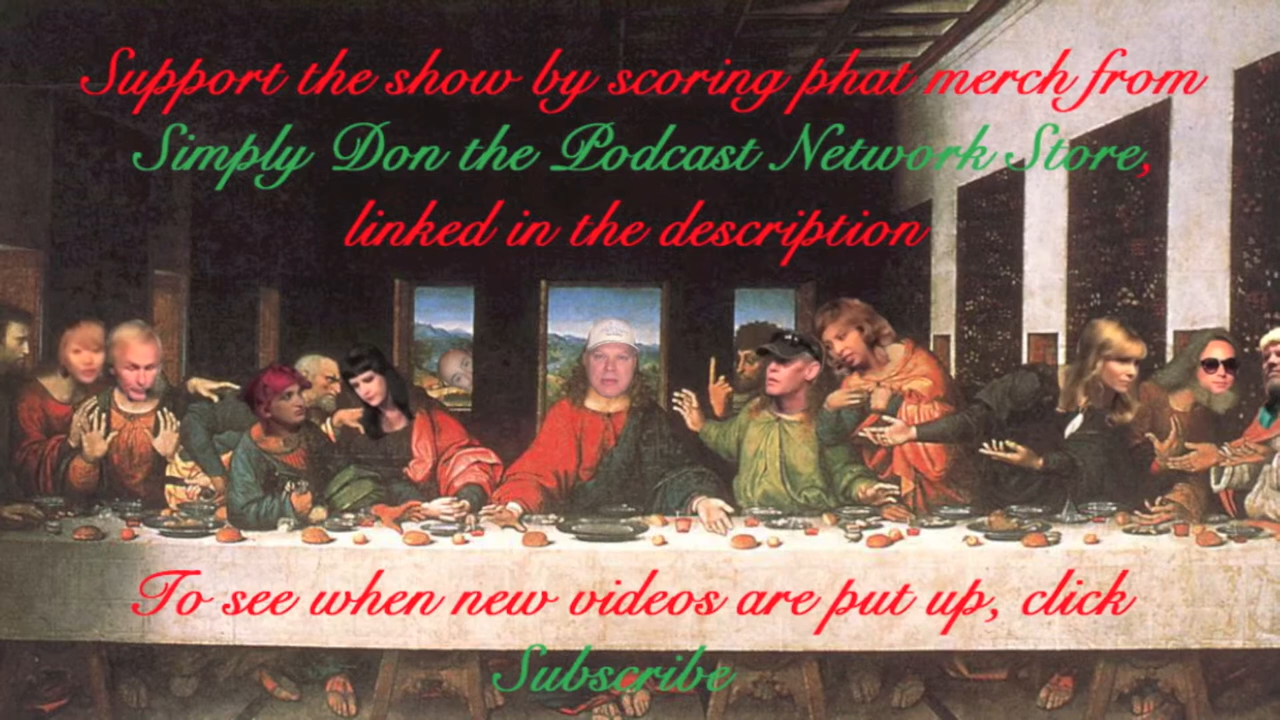 Support the show by scoring phat merch from
Simply Don the Podcast Network Store,
linked in the description
To see when new videos are put up, click
Subscribe